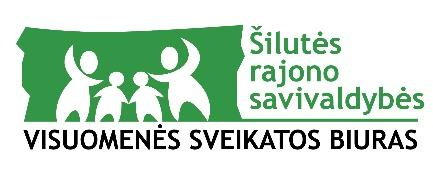 Šilutės
rajono
savivaldybės
VISUOMENĖS SVEIKATOS BIURAS